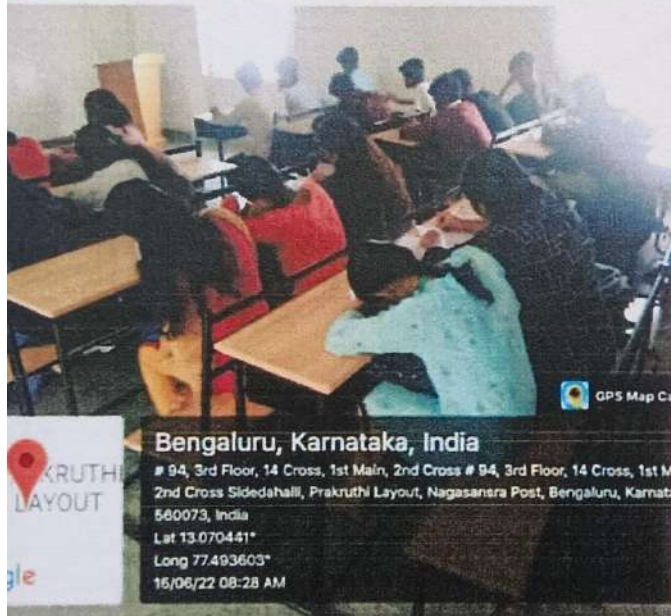 GPS Map Ca
Bengaluru, Karnataka, India
# 94, 3rd Floor, 14 Cross, 1st Main, 2nd Cross # 94, 3rd Floor, 14 Cross, 1st M
2nd Cross Sidedahalli, Prakruthi Layout, Nagasansra Post, Bengaluru, Karnat
560073, India
Lat 13.070441°
Long 77.493603°
16/06/22 08:28 AM
KRUTHI
LAYOUT
gle